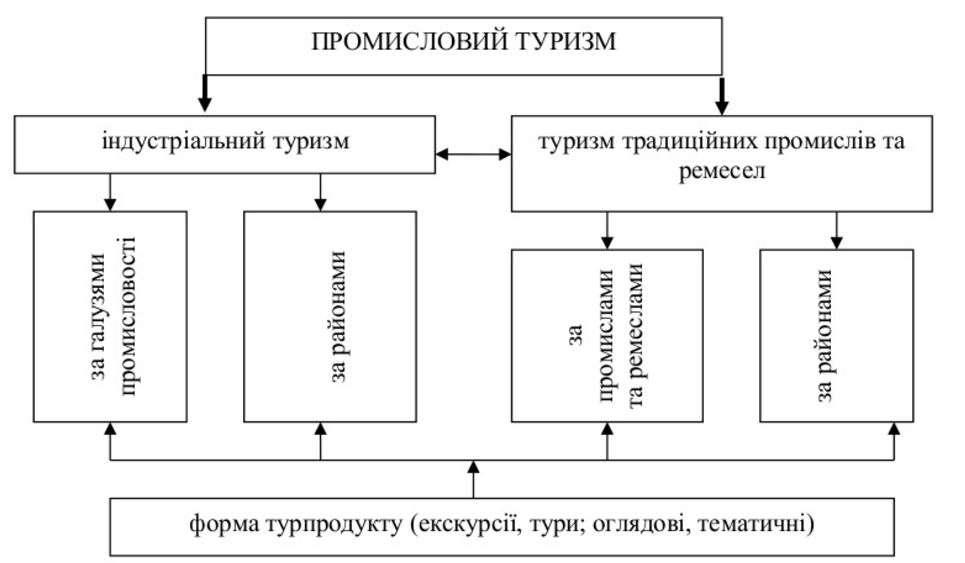 ПРОМИСЛОВИЙ ТУРИЗМ
індустріальний туризм
туризм традиційних промислів та
ремесел
за галузями
промисловості
за районами
за
промислами
та ремеслами
за районами
форма турпродукту (екскурсії, тури; оглядові, тематичні)